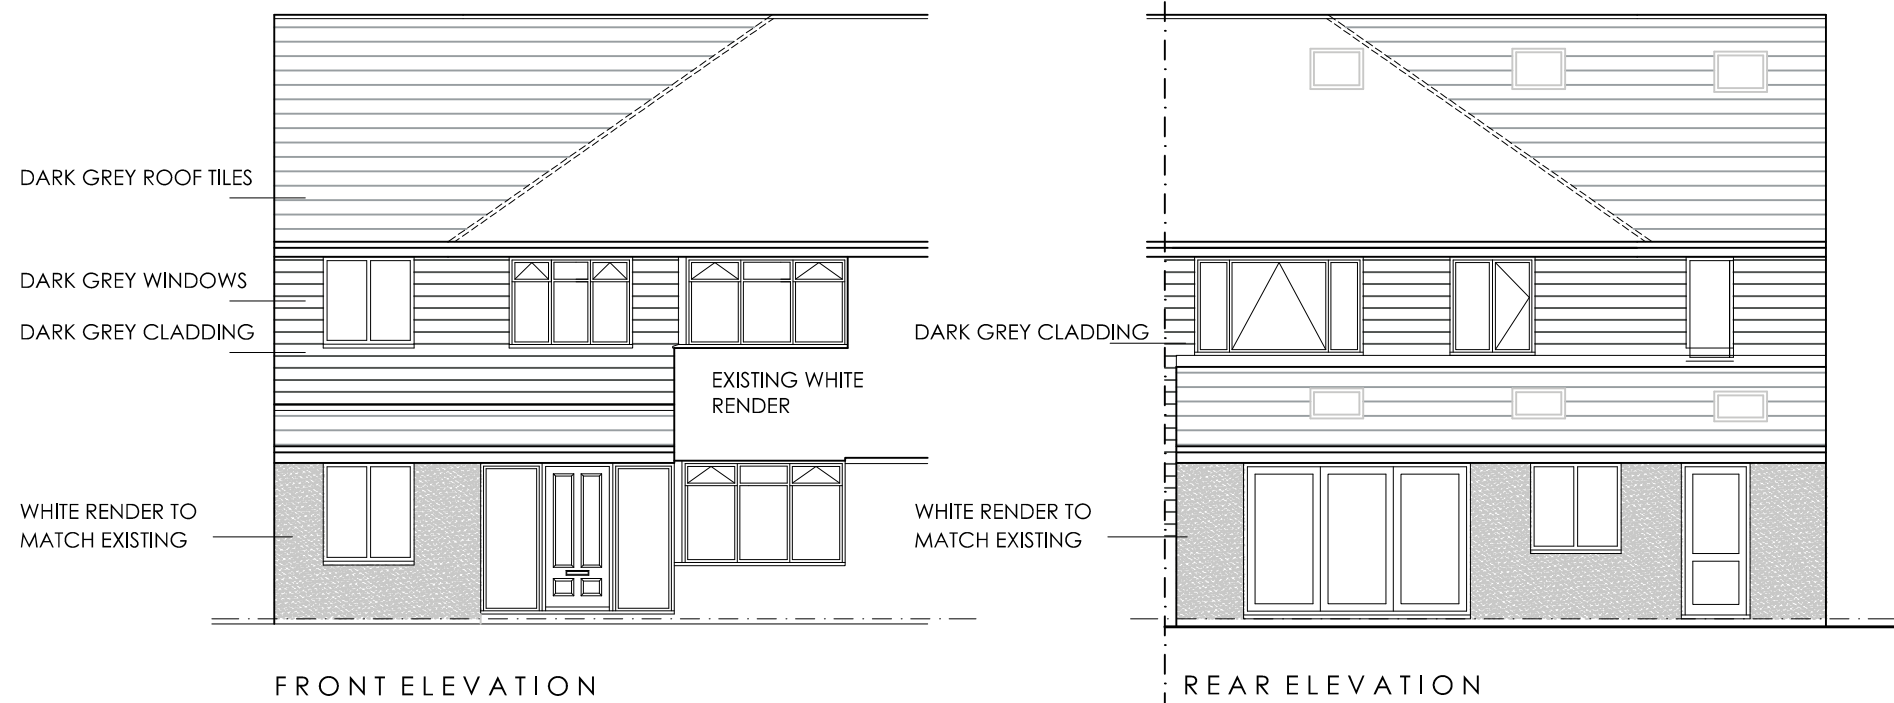 DARK GREY ROOF TILES
DARK GREY WINDOWS
DARK GREY CLADDING
EXISTING WHITE
RENDER
WHITE RENDER TO
MATCH EXISTING
FRONT ELEVATION
DARK GREY CLADDING
WHITE RENDER TO
MATCH EXISTING
REAR ELEVATION